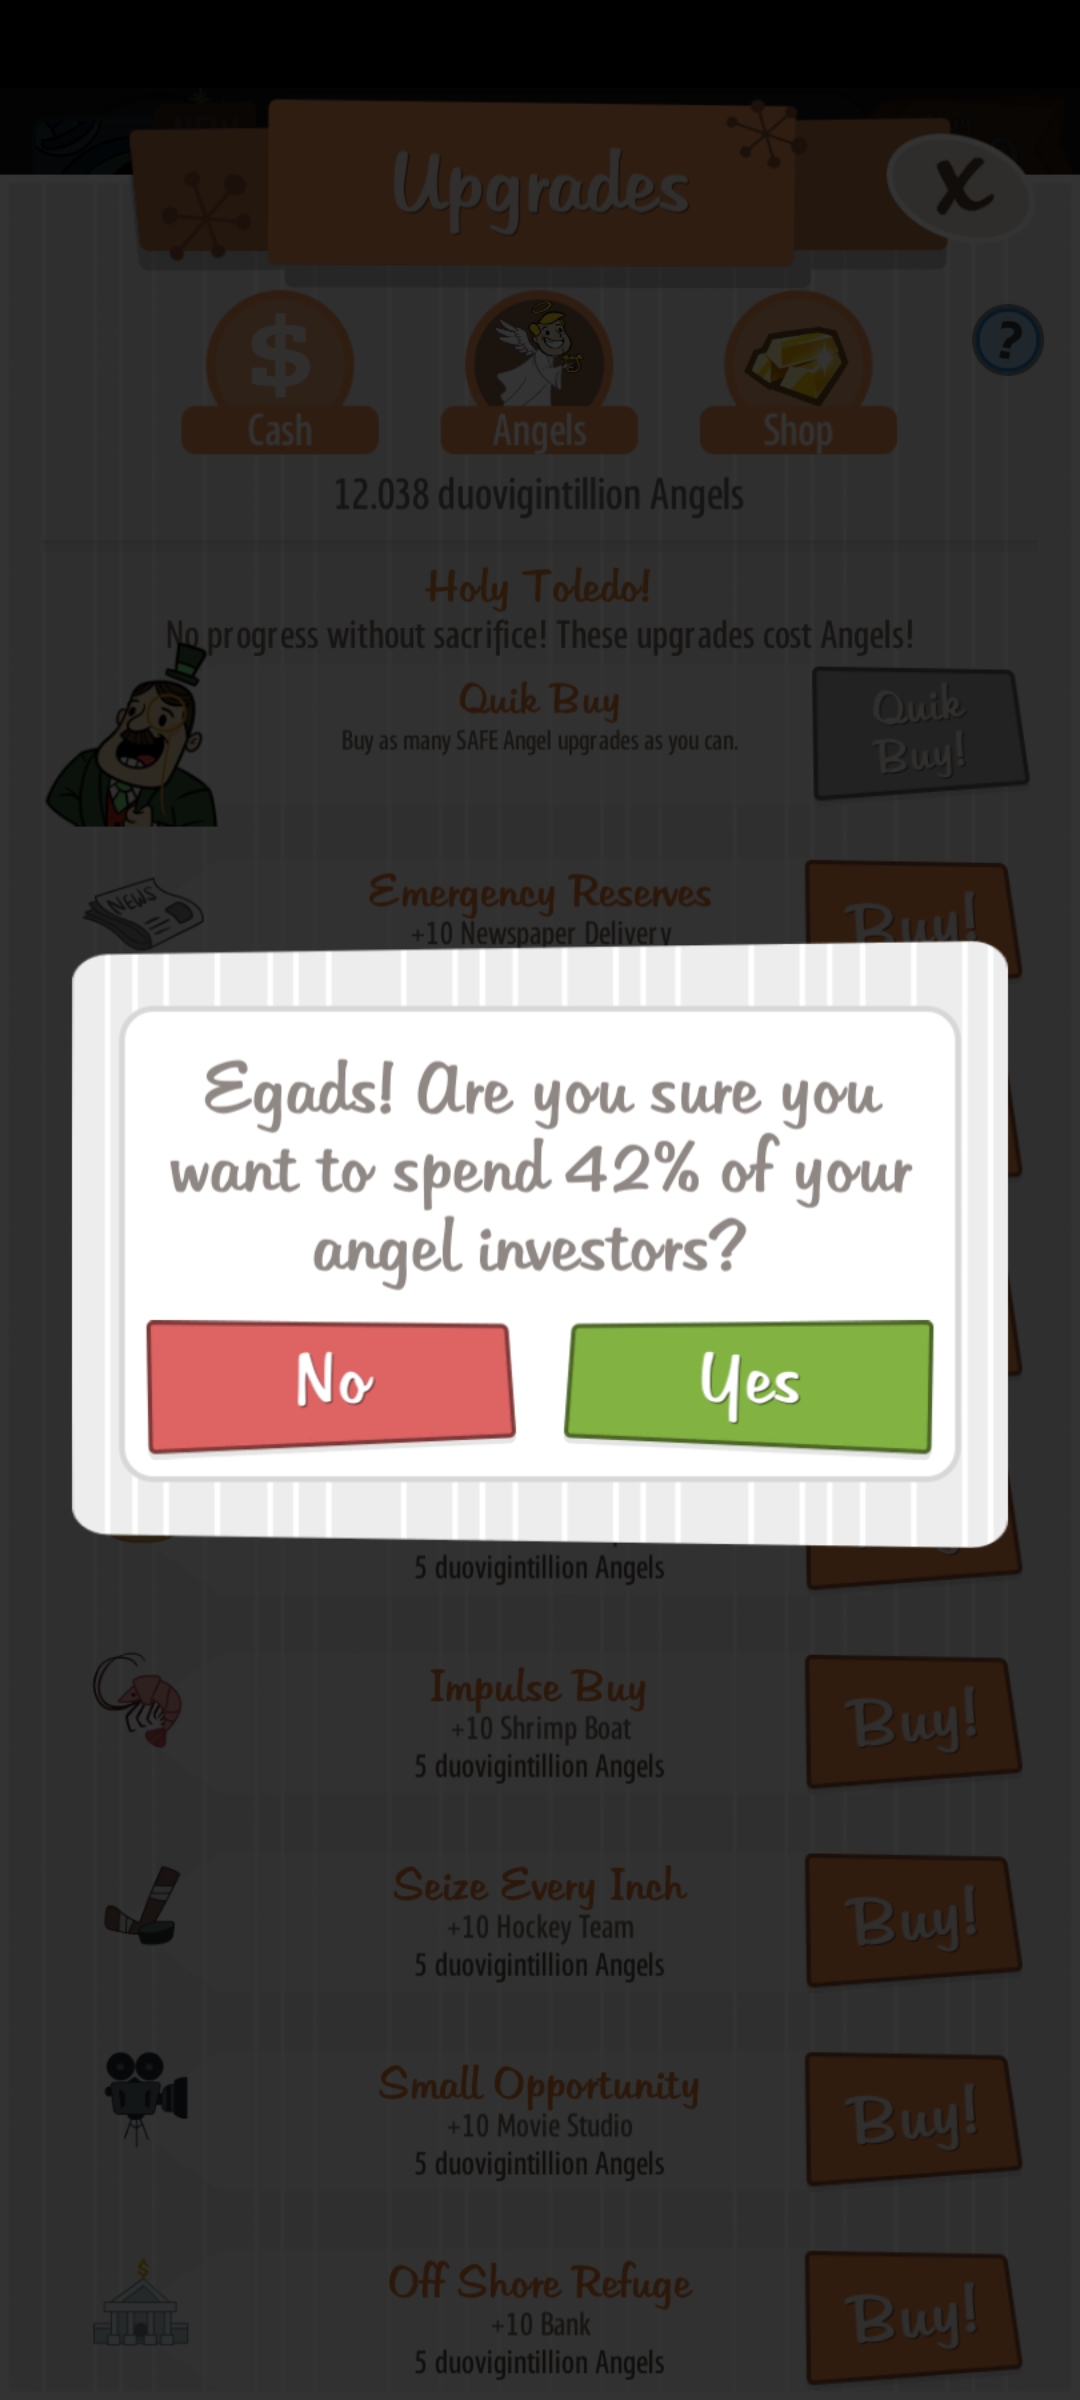 Upgrades
X
$
?
Cash
Angels
Shop
12.038 duovigintillion Angels
Holy Toledo!
No progress without sacrifice! These upgrades cost Angels!
Quik Buy
Buy as many SAFE Angel upgrades as you can.
Quik
Buy!
NEWS
Emergency Reserves
+10 Newspaper Delivery
Buy!
Egads! Are you sure you
want to spend 42% of your
angel investors?
No
Yes
5 duovigintillion Angels
Impulse Buy
+10 Shrimp Boat
5 duovigintillion Angels
Buy!
Seize Every Inch
+10 Hockey Team
5 duovigintillion Angels
Buy!
Small Opportunity
+10 Movie Studio
5 duovigintillion Angels
Buy!
$
Off Shore Refuge
+10 Bank
5 duovigintillion Angels
Buy!